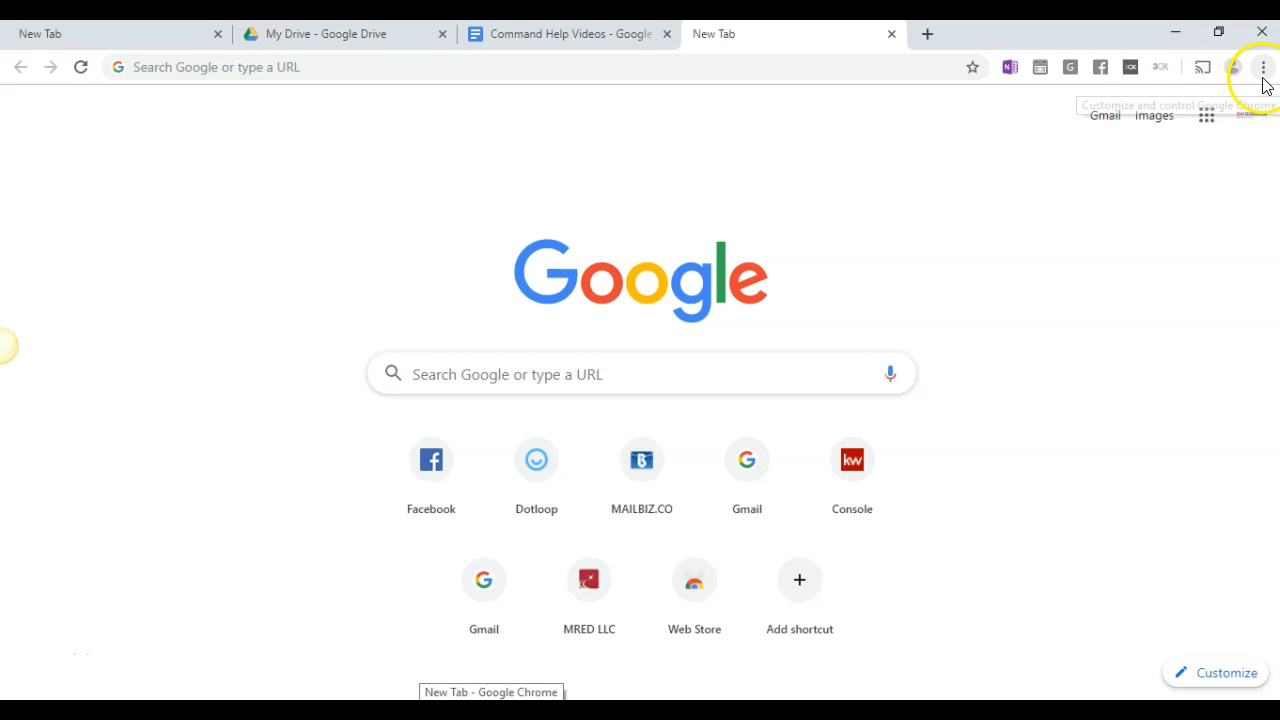 New Tab
My Drive - Google Drive
Command Help Videos - Google
New Tab
Search Google or type a URL
Customize and control Google Chrome
Gmail
Images
Google
Search Google or type a URL
Facebook
Dotloop
MAILBIZ.CO
Gmail
kw
Console
Gmail
MRED LLC
Web Store
Add shortcut
Customize
New Tab - Google Chrome